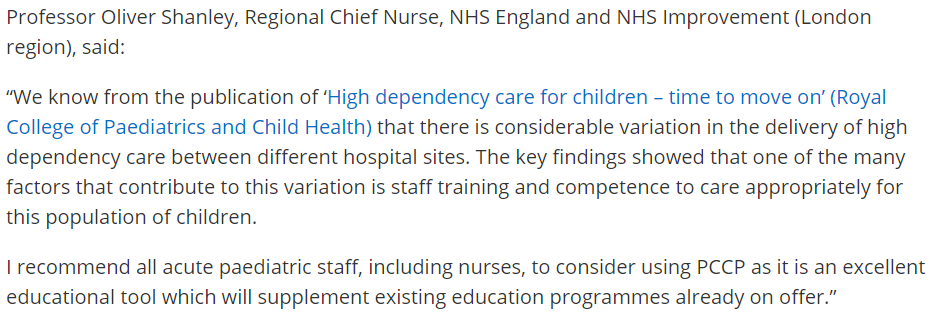 Professor Oliver Shanley, Regional Chief Nurse, NHS England and NHS Improvement (London
region), said:
“We know from the publication of ‘High dependency care for children – time to move on’ (Royal
College of Paediatrics and Child Health) that there is considerable variation in the delivery of high
dependency care between different hospital sites. The key findings showed that one of the many
factors that contribute to this variation is staff training and competence to care appropriately for
this population of children.
I recommend all acute paediatric staff, including nurses, to consider using PCCP as it is an excellent
educational tool which will supplement existing education programmes already on offer.”